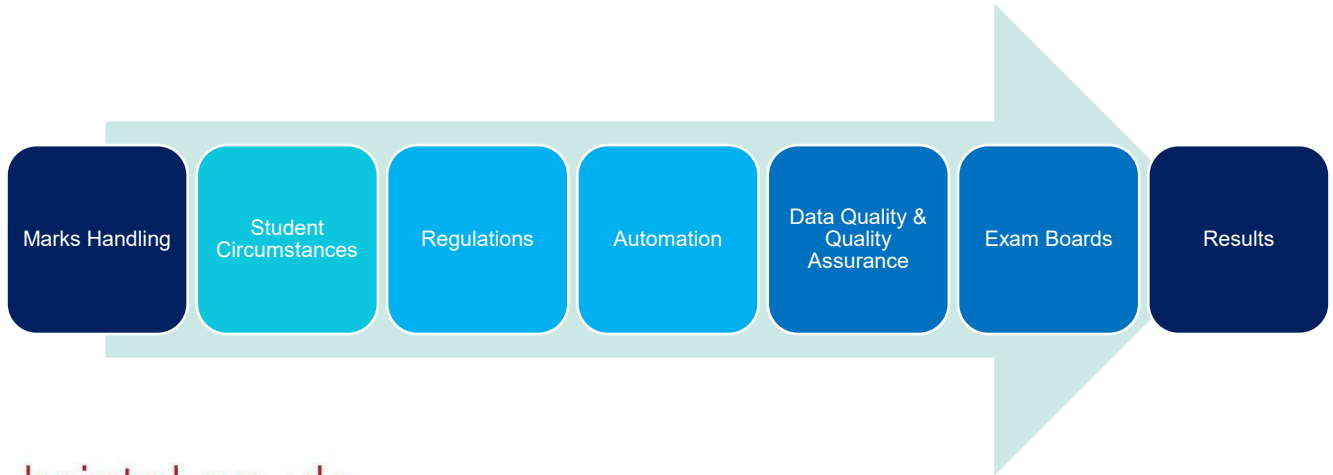 Marks Handling
Student
Circumstances
Regulations
Automation
Data Quality &
Quality
Assurance
Exam Boards
Results